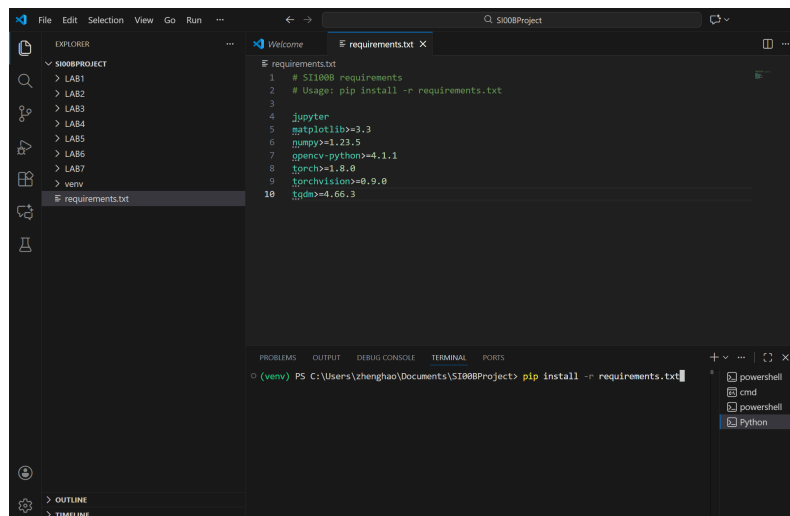 File Edit Selection View Go Run ··· SI00BProject
EXPLORER ···
SI00BPROJECT
LAB1
LAB2
LAB3
LAB4
LAB5
LAB6
LAB7
venv
requirements.txt
OUTLINE
TIMELINE
Welcome requirements.txt
requirements.txt
1 # SI100B requirements
2 # Usage: pip install -r requirements.txt
3
4 jupyter
5 matplotlib>=3.3
6 numpy>=1.23.5
7 opencv-python>=4.1.1
8 torch>=1.8.0
9 torchvision>=0.9.0
10 tqdm>=4.66.3
PROBLEMS OUTPUT DEBUG CONSOLE TERMINAL PORTS
(venv) PS C:\Users\zhenghao\Documents\SI00BProject> pip install -r requirements.txt
powershell
cmd
powershell
Python